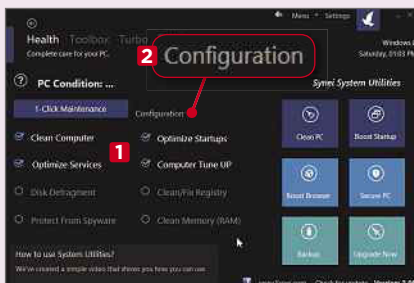 Menu
Settings
Health Toolbox Turbo
Complete care for your PC.
2 Configuration
Windows
Saturday, 01:03 PM
PC Condition: ...
Synei System Utilities
1-Click Maintenance
Configuration
Clean Computer
Optimize Startups
Optimize Services
1
Computer Tune UP
Disk Defragment
Clean/Fix Registry
Protect From Spyware
Clean Memory (RAM)
Clean PC
Boost Startup
Boost Browser
Secure PC
Backup
Upgrade Now
How to use System Utilities?
We've created a simple video that shows you how you can use
Check for update